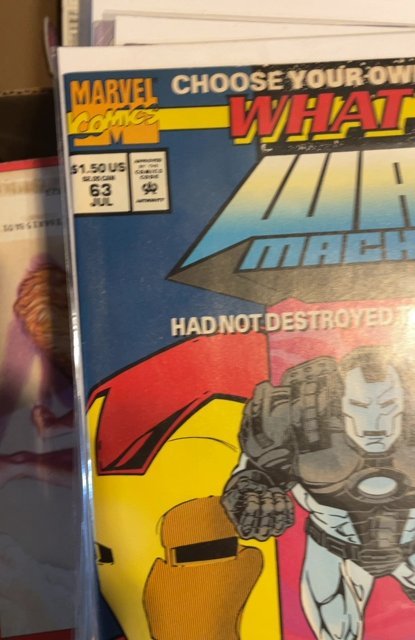 MARVEL
COMICS
CHOOSE YOUR OWN
WHAT
$1.50 US
63
JUL
APPROVED
BY THE
COMICS
CODE
AUTHORITY
WAR
MACH
HAD NOT DESTROYED T